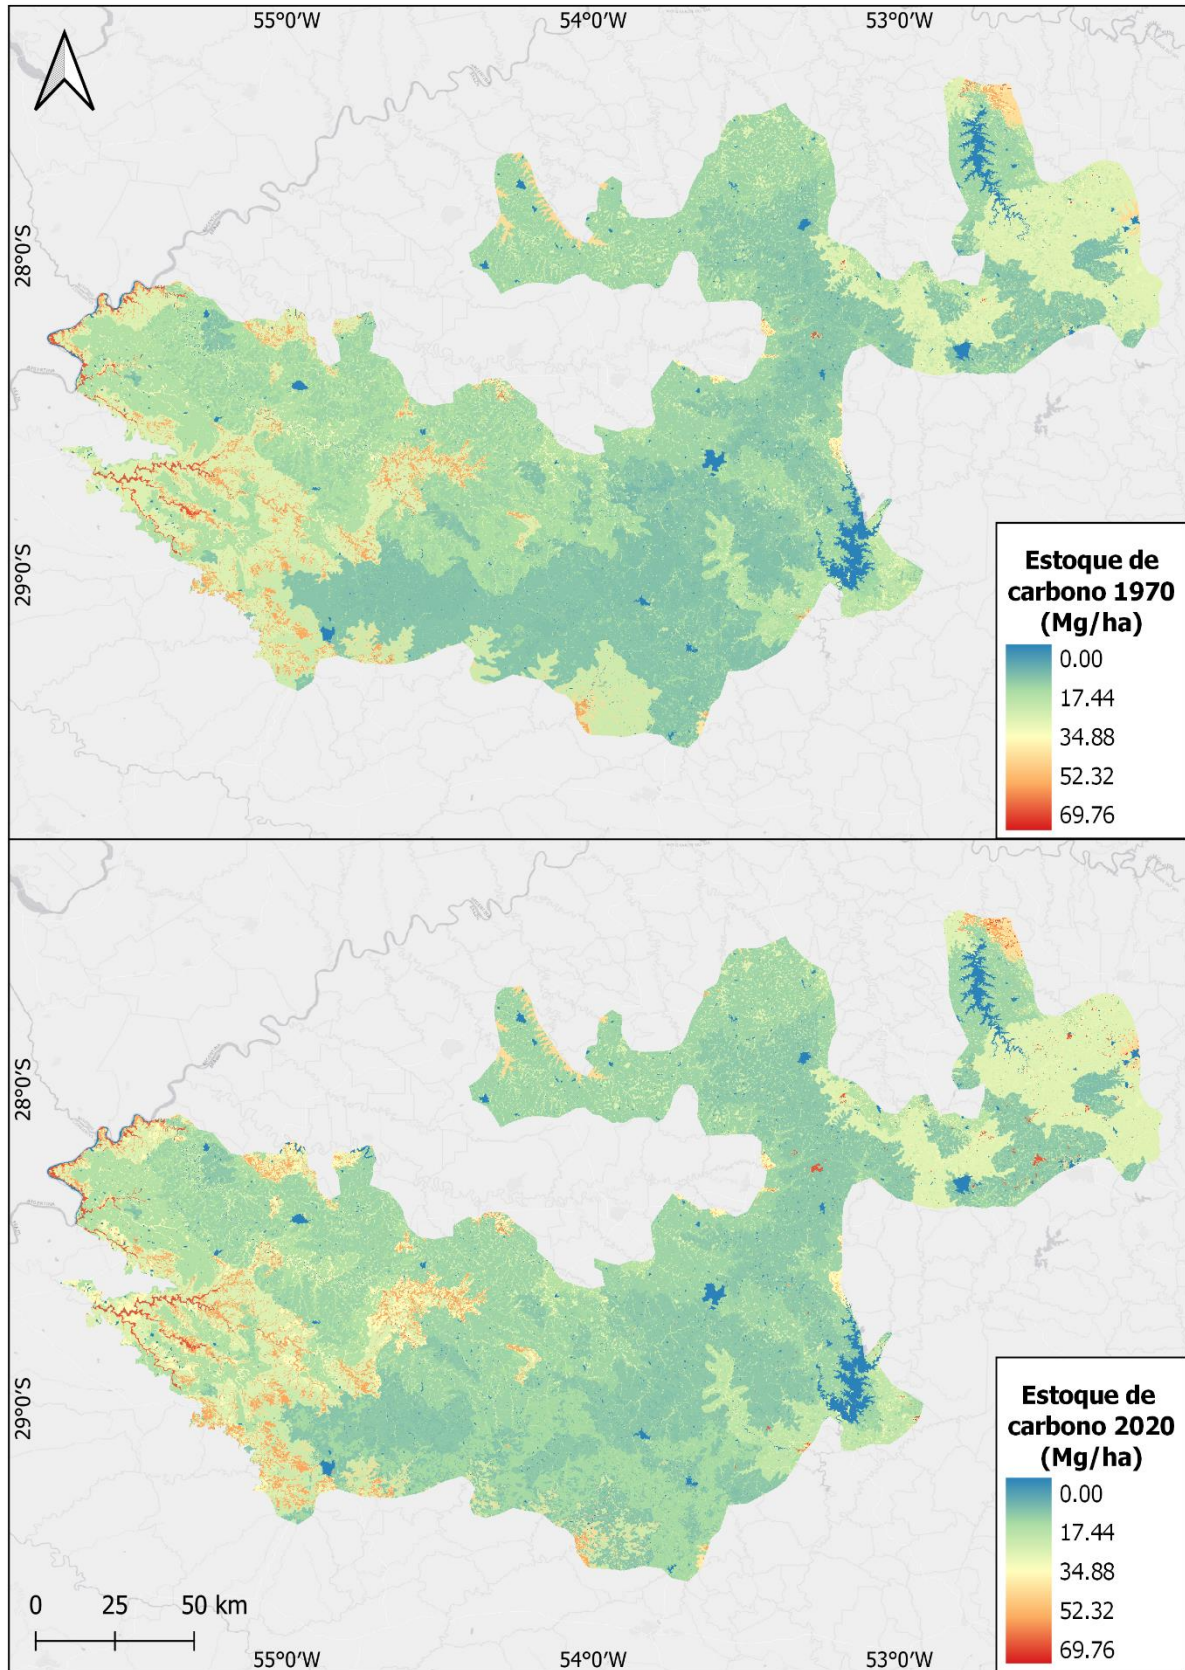 55°0′W
54°0′W
53°0′W
28°0′S
29°0′S
Estoque de
carbono 1970
(Mg/ha)
0.00
17.44
34.88
52.32
69.76
28°0′S
29°0′S
Estoque de
carbono 2020
(Mg/ha)
0.00
17.44
34.88
52.32
69.76
0 25 50 km
55°0′W
54°0′W
53°0′W